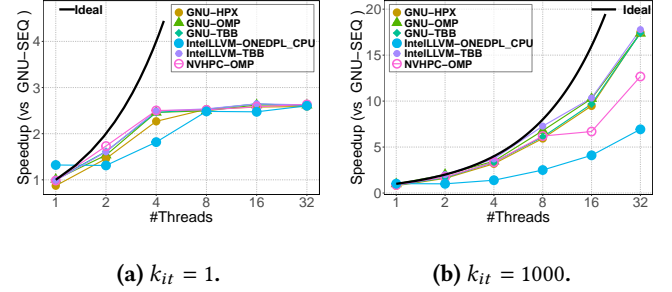 Ideal
GNU-HPX
GNU-OMP
GNU-TBB
IntelLLVM-ONEDPL_CPU
IntelLLVM-TBB
NVHPC-OMP
Speedup (vs GNU-SEQ )
4
3
2
1
1 2 4 8 16 32
#Threads
(a) k_it = 1.
Ideal
GNU-HPX
GNU-OMP
GNU-TBB
IntelLLVM-ONEDPL_CPU
IntelLLVM-TBB
NVHPC-OMP
Speedup (vs GNU-SEQ )
20
15
10
5
0
1 2 4 8 16 32
#Threads
(b) k_it = 1000.